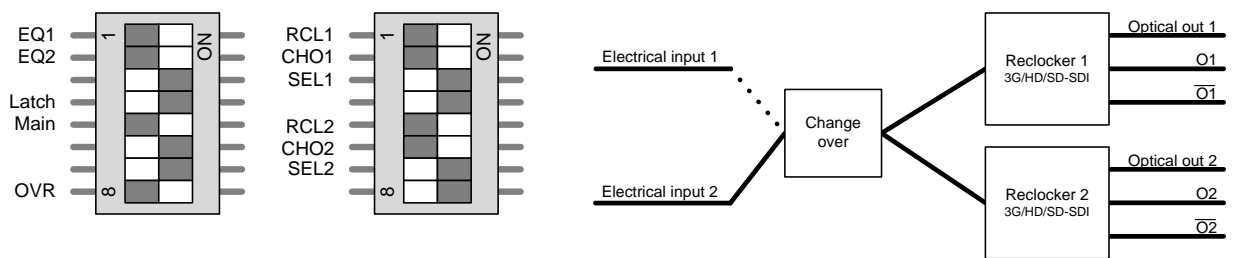 EQ1
EQ2
Latch
Main
OVR
1
8
ON
RCL1
CHO1
SEL1
RCL2
CHO2
SEL2
1
8
ON
Electrical input 1
Electrical input 2
Change
over
Reclocker 1
3G/HD/SD-SDI
Optical out 1
O1
O̅1̅
Reclocker 2
3G/HD/SD-SDI
Optical out 2
O2
O̅2̅